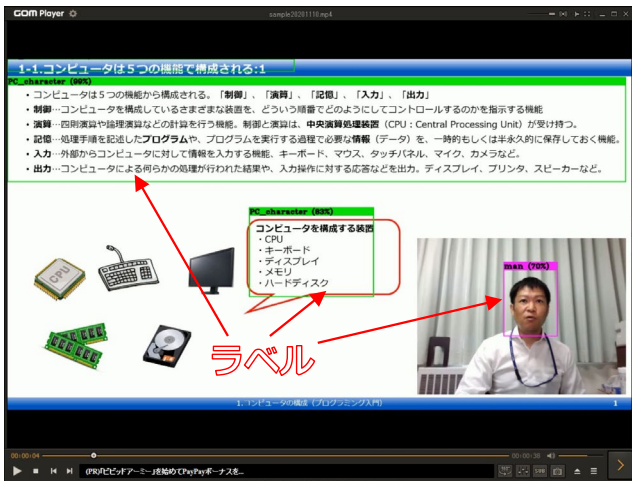 GOM Player
sample20201110.mp4
1-1.コンピュータは５つの機能で構成される:1
PC_character (99%)
・コンピュータは５つの機能から構成される。「制御」、「演算」、「記憶」、「入力」、「出力」
・制御…コンピュータを構成しているさまざまな装置を、どういう順番でどのようにしてコントロールするのかを指示する機能
・演算…四則演算や論理演算などの計算を行う機能。制御と演算は、中央演算処理装置（CPU：Central Processing Unit）が受け持つ。
・記憶…処理手順を記述したプログラムや、プログラムを実行する過程で必要な情報（データ）を、一時的もしくは半永久的に保存しておく機能。
・入力…外部からコンピュータに対して情報を入力する機能、キーボード、マウス、タッチパネル、マイク、カメラなど。
・出力…コンピュータによる何らかの処理が行われた結果や、入力操作に対する応答などを出力。ディスプレイ、プリンタ、スピーカーなど。
PC_character (83%)
コンピュータを構成する装置
・CPU
・キーボード
・ディスプレイ
・メモリ
・ハードディスク
CPU
man (70%)
ラベル
1.コンピュータの構成（プログラミング入門）
1
00:00:04
00:00:38
(PR)「ビビッドアーミー」を始めてPayPayボーナスを...